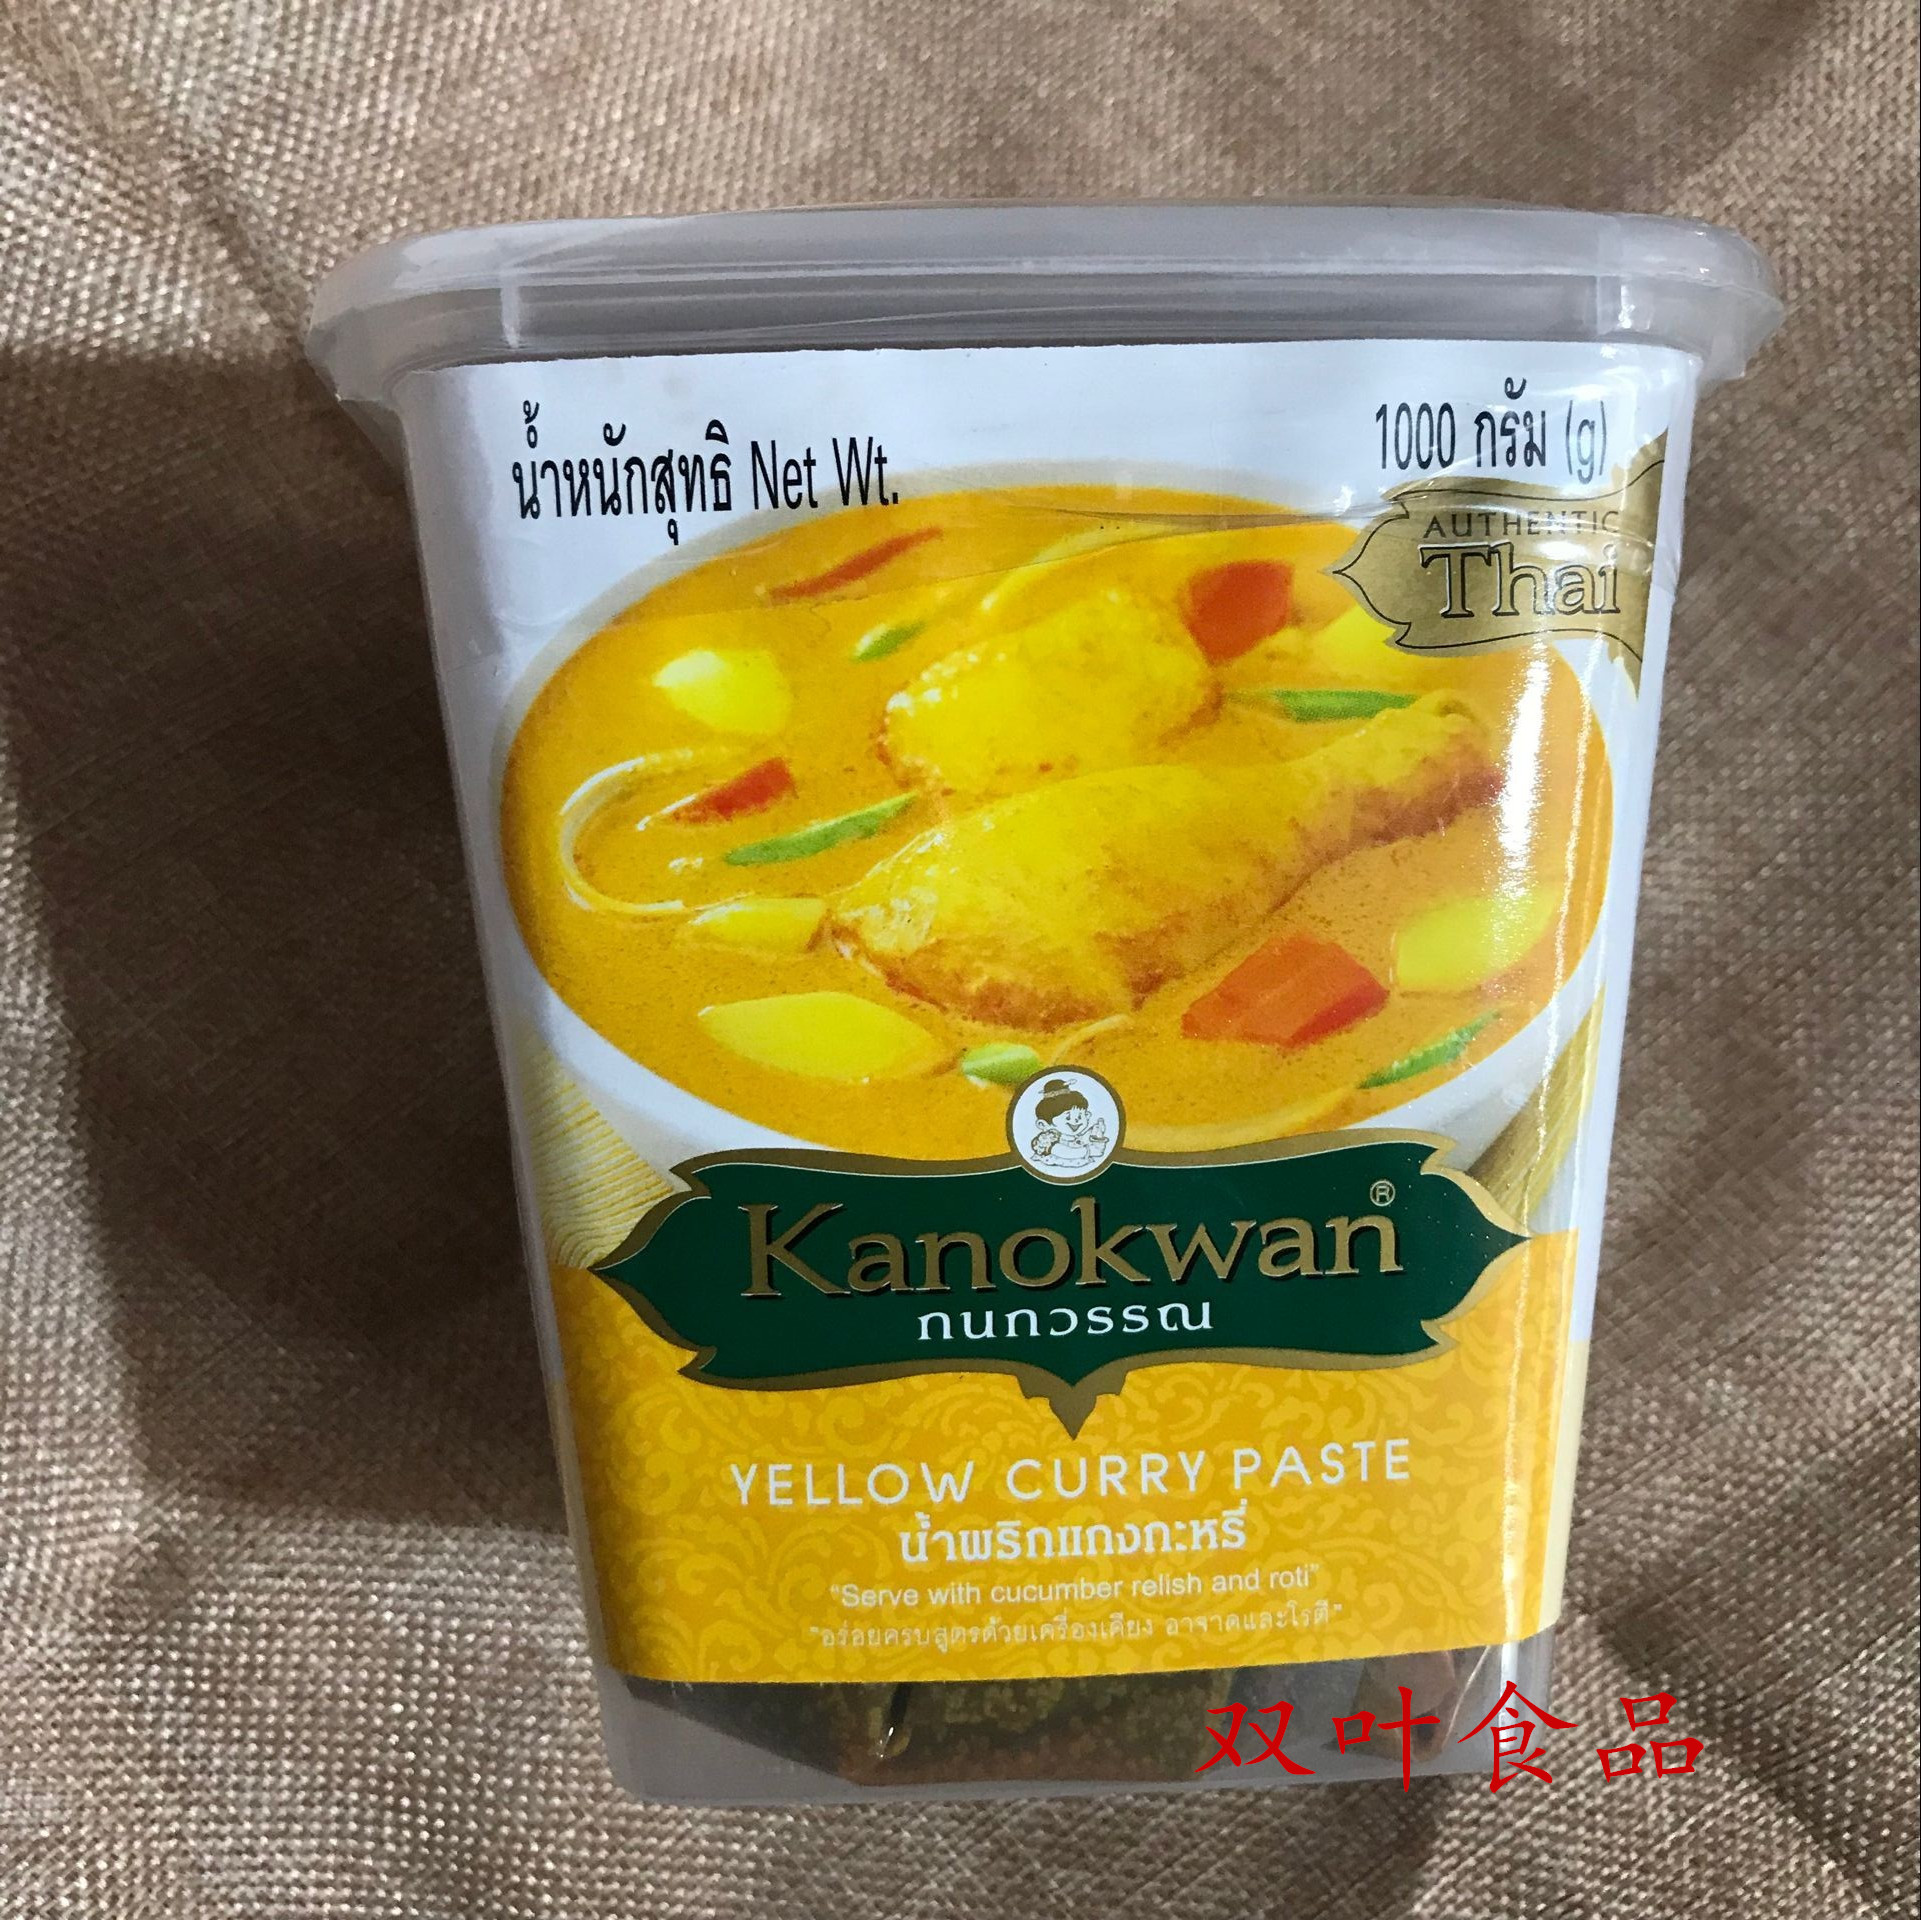 น้ำหนักสุทธิ Net Wt.
1000 กรัม (g)
AUTHENTIC
Thai
Kanokwan®
กนกวรรณ
YELLOW CURRY PASTE
น้ำพริกแกงกะหรี่
"Serve with cucumber relish and roti"
"อร่อยครบสูตรด้วยเครื่องเคียง อาจาดและโรตี"
双叶食品